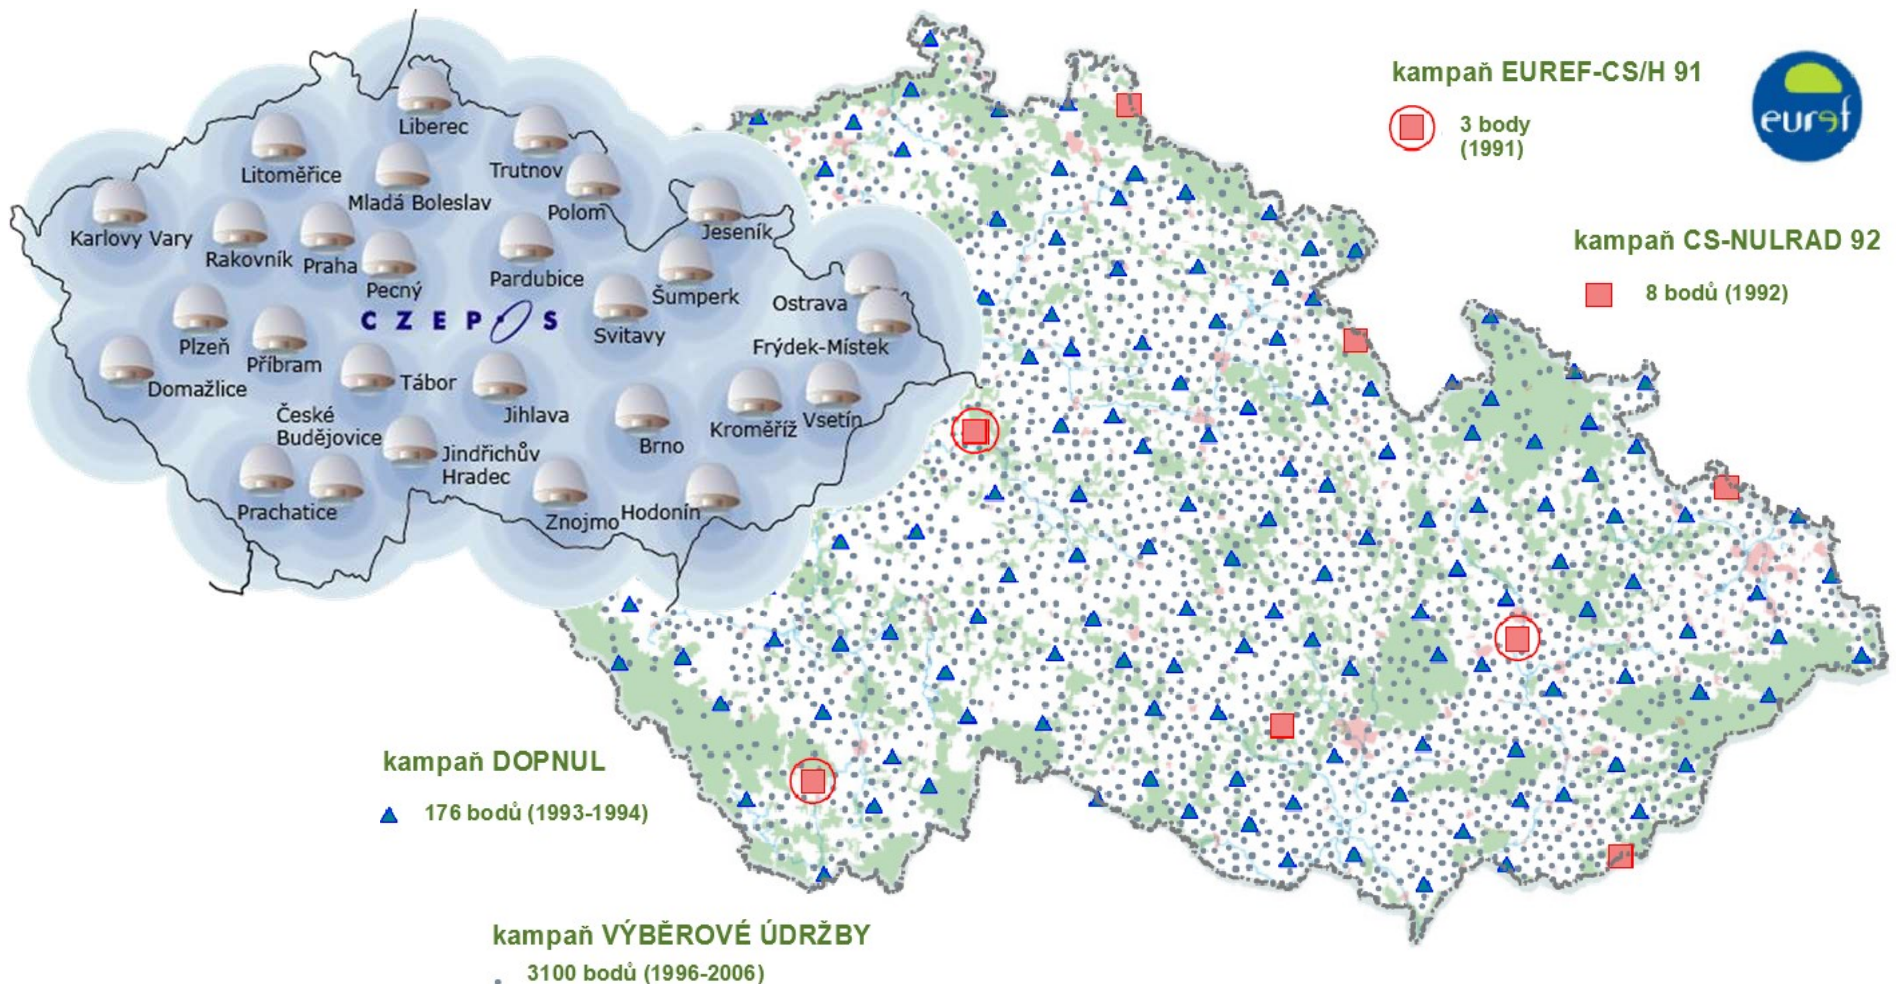 kampaň EUREF-CS/H 91
3 body
(1991)
euref
kampaň CS-NULRAD 92
8 bodů (1992)
Liberec
Litoměřice
Trutnov
Mladá Boleslav
Polom
Karlovy Vary
Rakovník
Praha
Pecný
Pardubice
Jeseník
Šumperk
Ostrava
CZEPOS
Svitavy
Plzeň
Příbram
Frýdek-Místek
Domažlice
Tábor
Jihlava
České
Budějovice
Brno
Kroměříž
Vsetín
Jindřichův
Hradec
Prachatice
Znojmo
Hodonín
kampaň DOPNUL
176 bodů (1993-1994)
kampaň VÝBĚROVÉ ÚDRŽBY
3100 bodů (1996-2006)